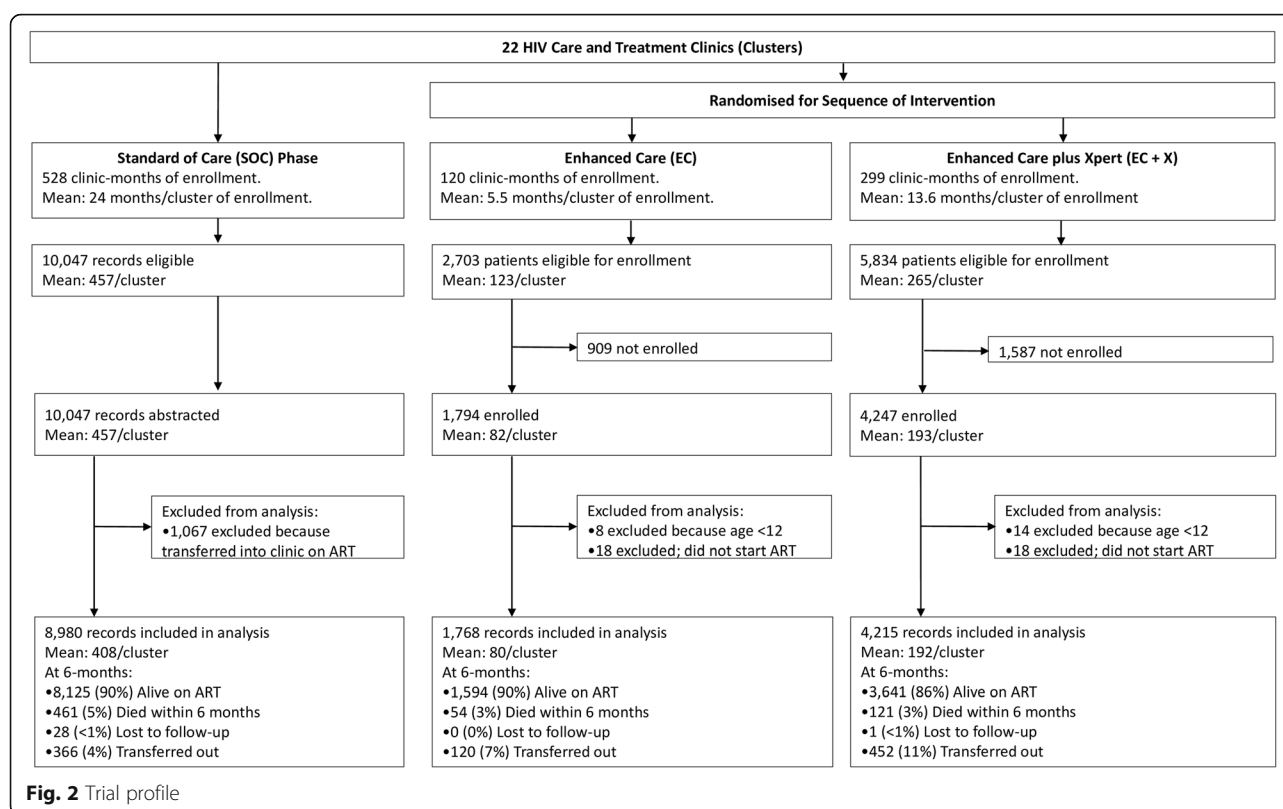 22 HIV Care and Treatment Clinics (Clusters)
Randomised for Sequence of Intervention
Standard of Care (SOC) Phase
528 clinic-months of enrollment.
Mean: 24 months/cluster of enrollment.
Enhanced Care (EC)
120 clinic-months of enrollment.
Mean: 5.5 months/cluster of enrollment.
Enhanced Care plus Xpert (EC + X)
299 clinic-months of enrollment.
Mean: 13.6 months/cluster of enrollment
10,047 records eligible
Mean: 457/cluster
2,703 patients eligible for enrollment
Mean: 123/cluster
5,834 patients eligible for enrollment
Mean: 265/cluster
909 not enrolled
1,587 not enrolled
10,047 records abstracted
Mean: 457/cluster
1,794 enrolled
Mean: 82/cluster
4,247 enrolled
Mean: 193/cluster
Excluded from analysis:
•1,067 excluded because
transferred into clinic on ART
Excluded from analysis:
•8 excluded because age <12
•18 excluded; did not start ART
Excluded from analysis:
•14 excluded because age <12
•18 excluded; did not start ART
8,980 records included in analysis
Mean: 408/cluster
At 6-months:
•8,125 (90%) Alive on ART
•461 (5%) Died within 6 months
•28 (<1%) Lost to follow-up
•366 (4%) Transferred out
1,768 records included in analysis
Mean: 80/cluster
At 6-months:
•1,594 (90%) Alive on ART
•54 (3%) Died within 6 months
•0 (0%) Lost to follow-up
•120 (7%) Transferred out
4,215 records included in analysis
Mean: 192/cluster
At 6-months:
•3,641 (86%) Alive on ART
•121 (3%) Died within 6 months
•1 (<1%) Lost to follow-up
•452 (11%) Transferred out
Fig. 2 Trial profile